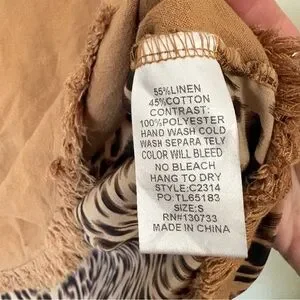 55%LINEN
45%COTTON
CONTRAST:
100%POLYESTER
HAND WASH COLD
WASH SEPARA TELY
COLOR WILL BLEED
NO BLEACH
HANG TO DRY
STYLE:C2314
PO:TL65183
SIZE:S
RN#130733
MADE IN CHINA